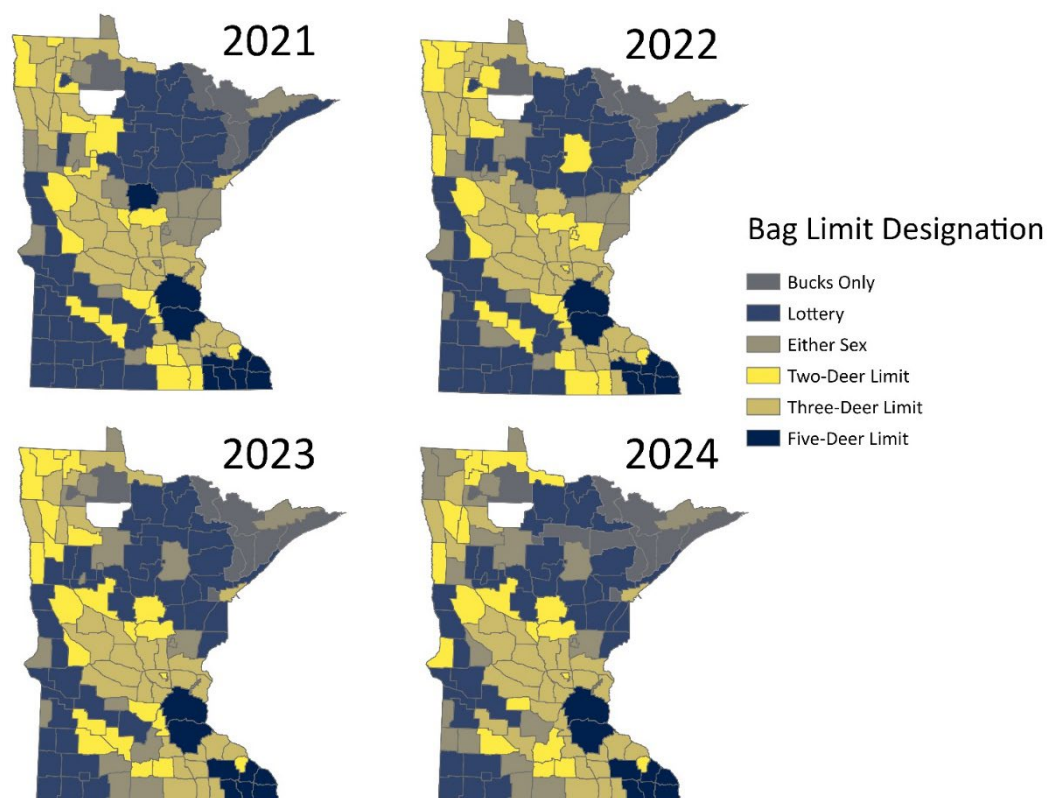 2021
2022
Bag Limit Designation
Bucks Only
Lottery
Either Sex
Two-Deer Limit
Three-Deer Limit
Five-Deer Limit
2023
2024